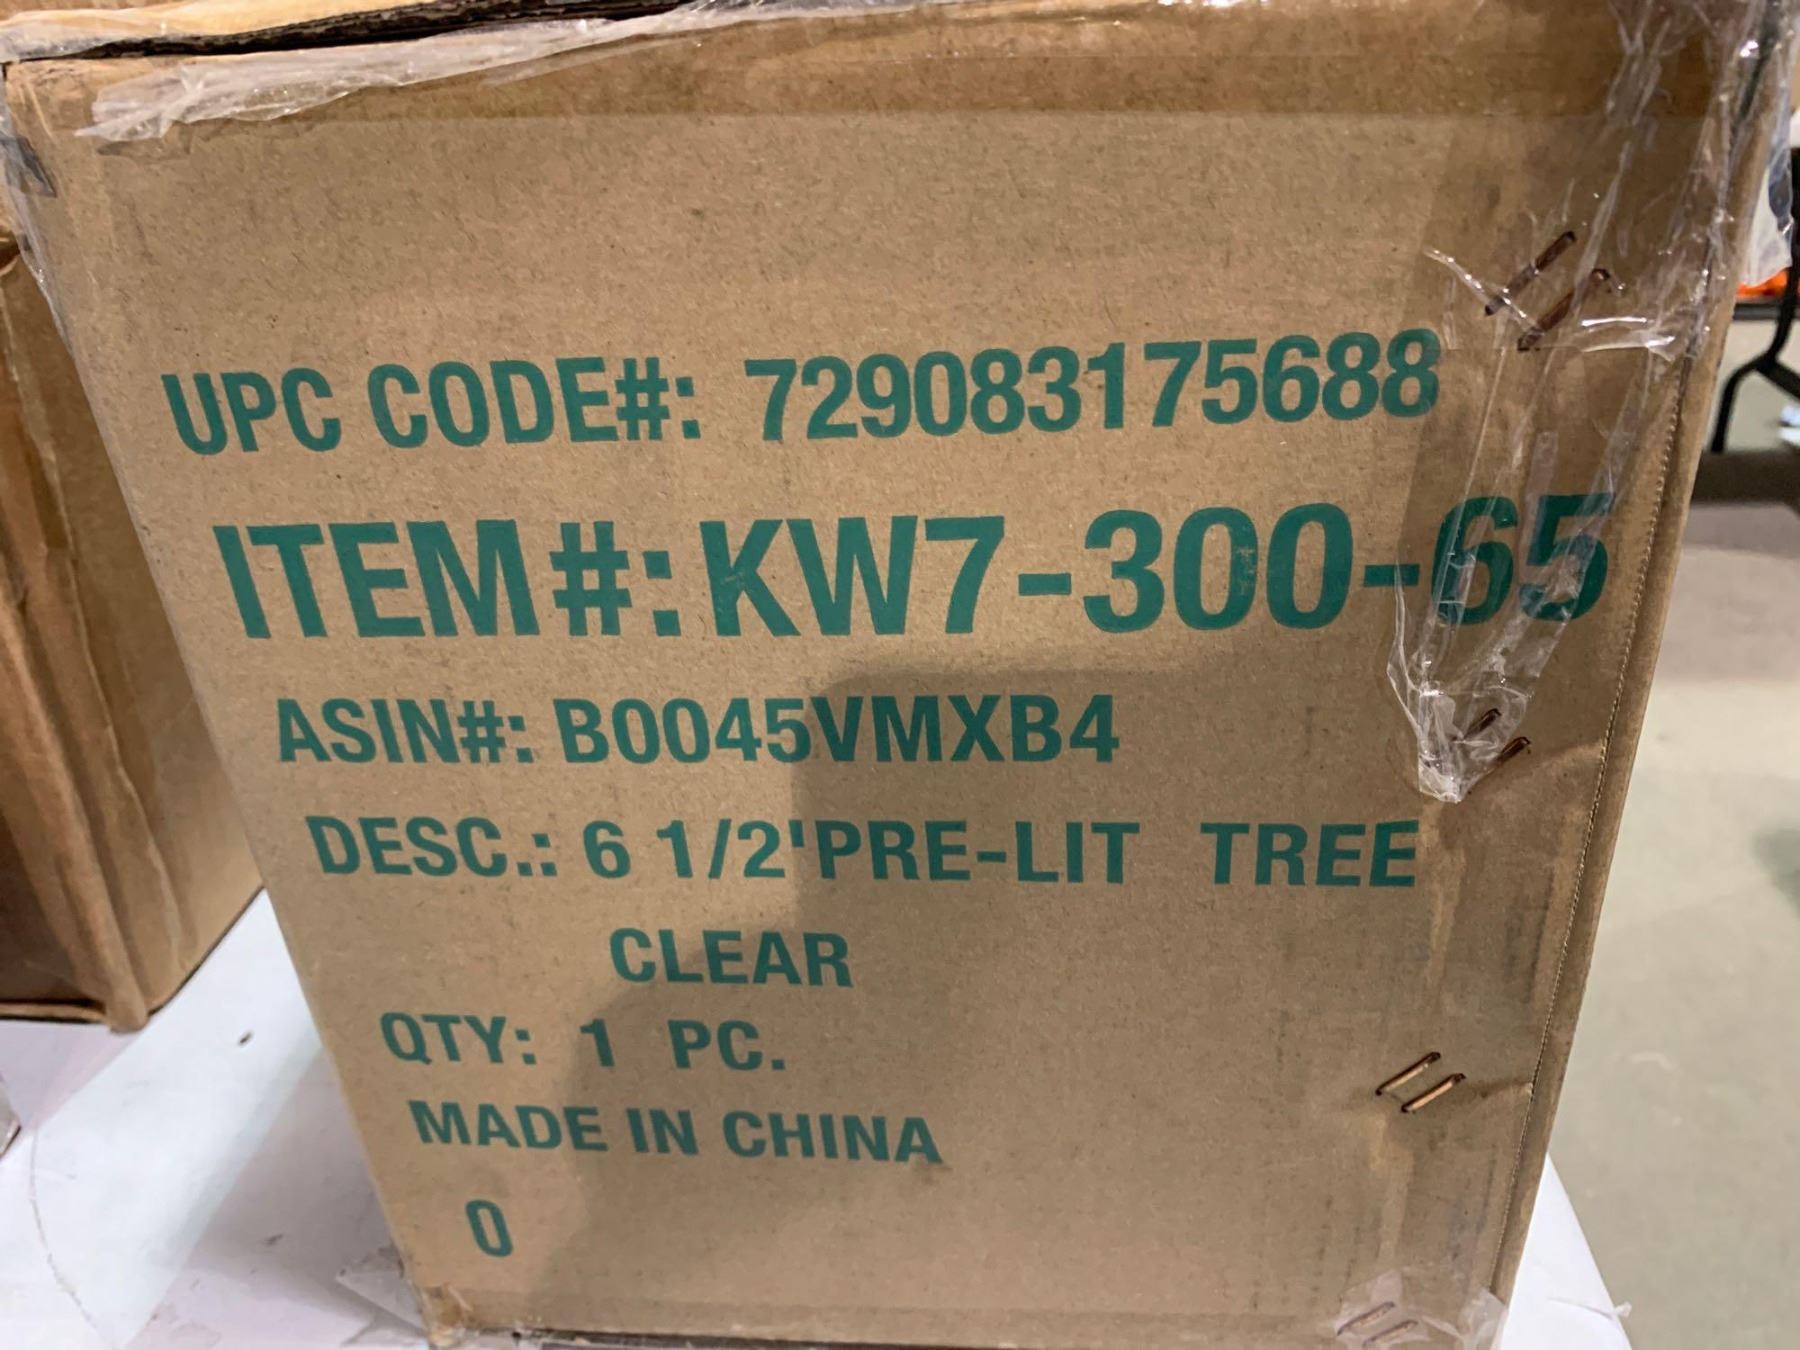 UPC CODE#: 729083175688
ITEM#:KW7-300-65
ASIN#: B0045VMXB4
DESC.: 6 1/2'PRE-LIT TREE
CLEAR
QTY: 1 PC.
MADE IN CHINA
0